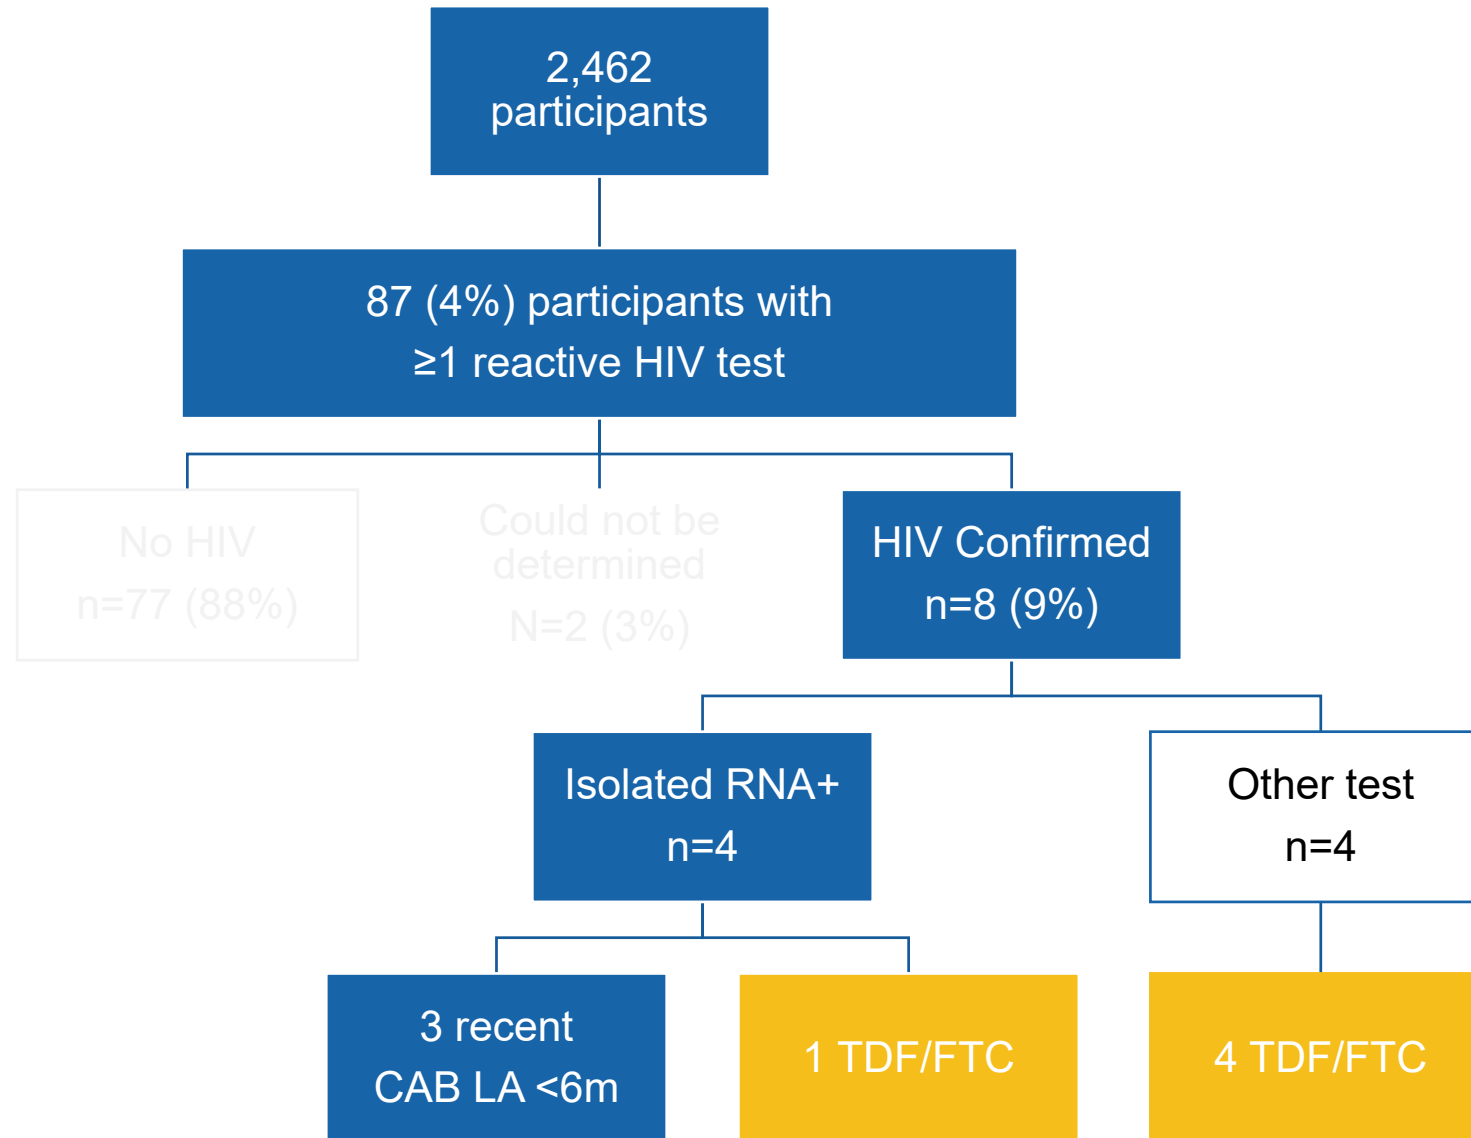 2,462
participants
87 (4%) participants with
≥1 reactive HIV test
No HIV
n=77 (88%)
Could not be
determined
N=2 (3%)
HIV Confirmed
n=8 (9%)
Isolated RNA+
n=4
Other test
n=4
3 recent
CAB LA <6m
1 TDF/FTC
4 TDF/FTC